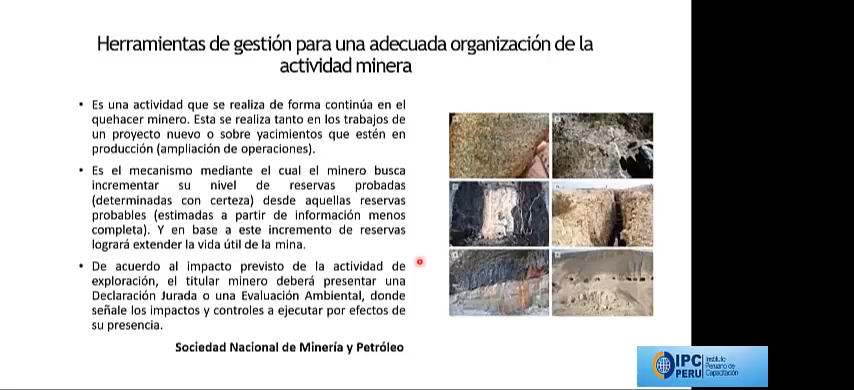 Herramientas de gestión para una adecuada organización de la
actividad minera
• Es una actividad que se realiza de forma continúa en el
quehacer minero. Esta se realiza tanto en los trabajos de
un proyecto nuevo o sobre yacimientos que estén en
producción (ampliación de operaciones).
• Es el mecanismo mediante el cual el minero busca
incrementar su nivel de reservas probadas
(determinadas con certeza) desde aquellas reservas
probables (estimadas a partir de información menos
completa). Y en base a este incremento de reservas
logrará extender la vida útil de la mina.
• De acuerdo al impacto previsto de la actividad de
exploración, el titular minero deberá presentar una
Declaración Jurada o una Evaluación Ambiental, donde
señale los impactos y controles a ejecutar por efectos de
su presencia.
Sociedad Nacional de Minería y Petróleo
IPC
PERU
Instituto
Peruano de
Capacitación